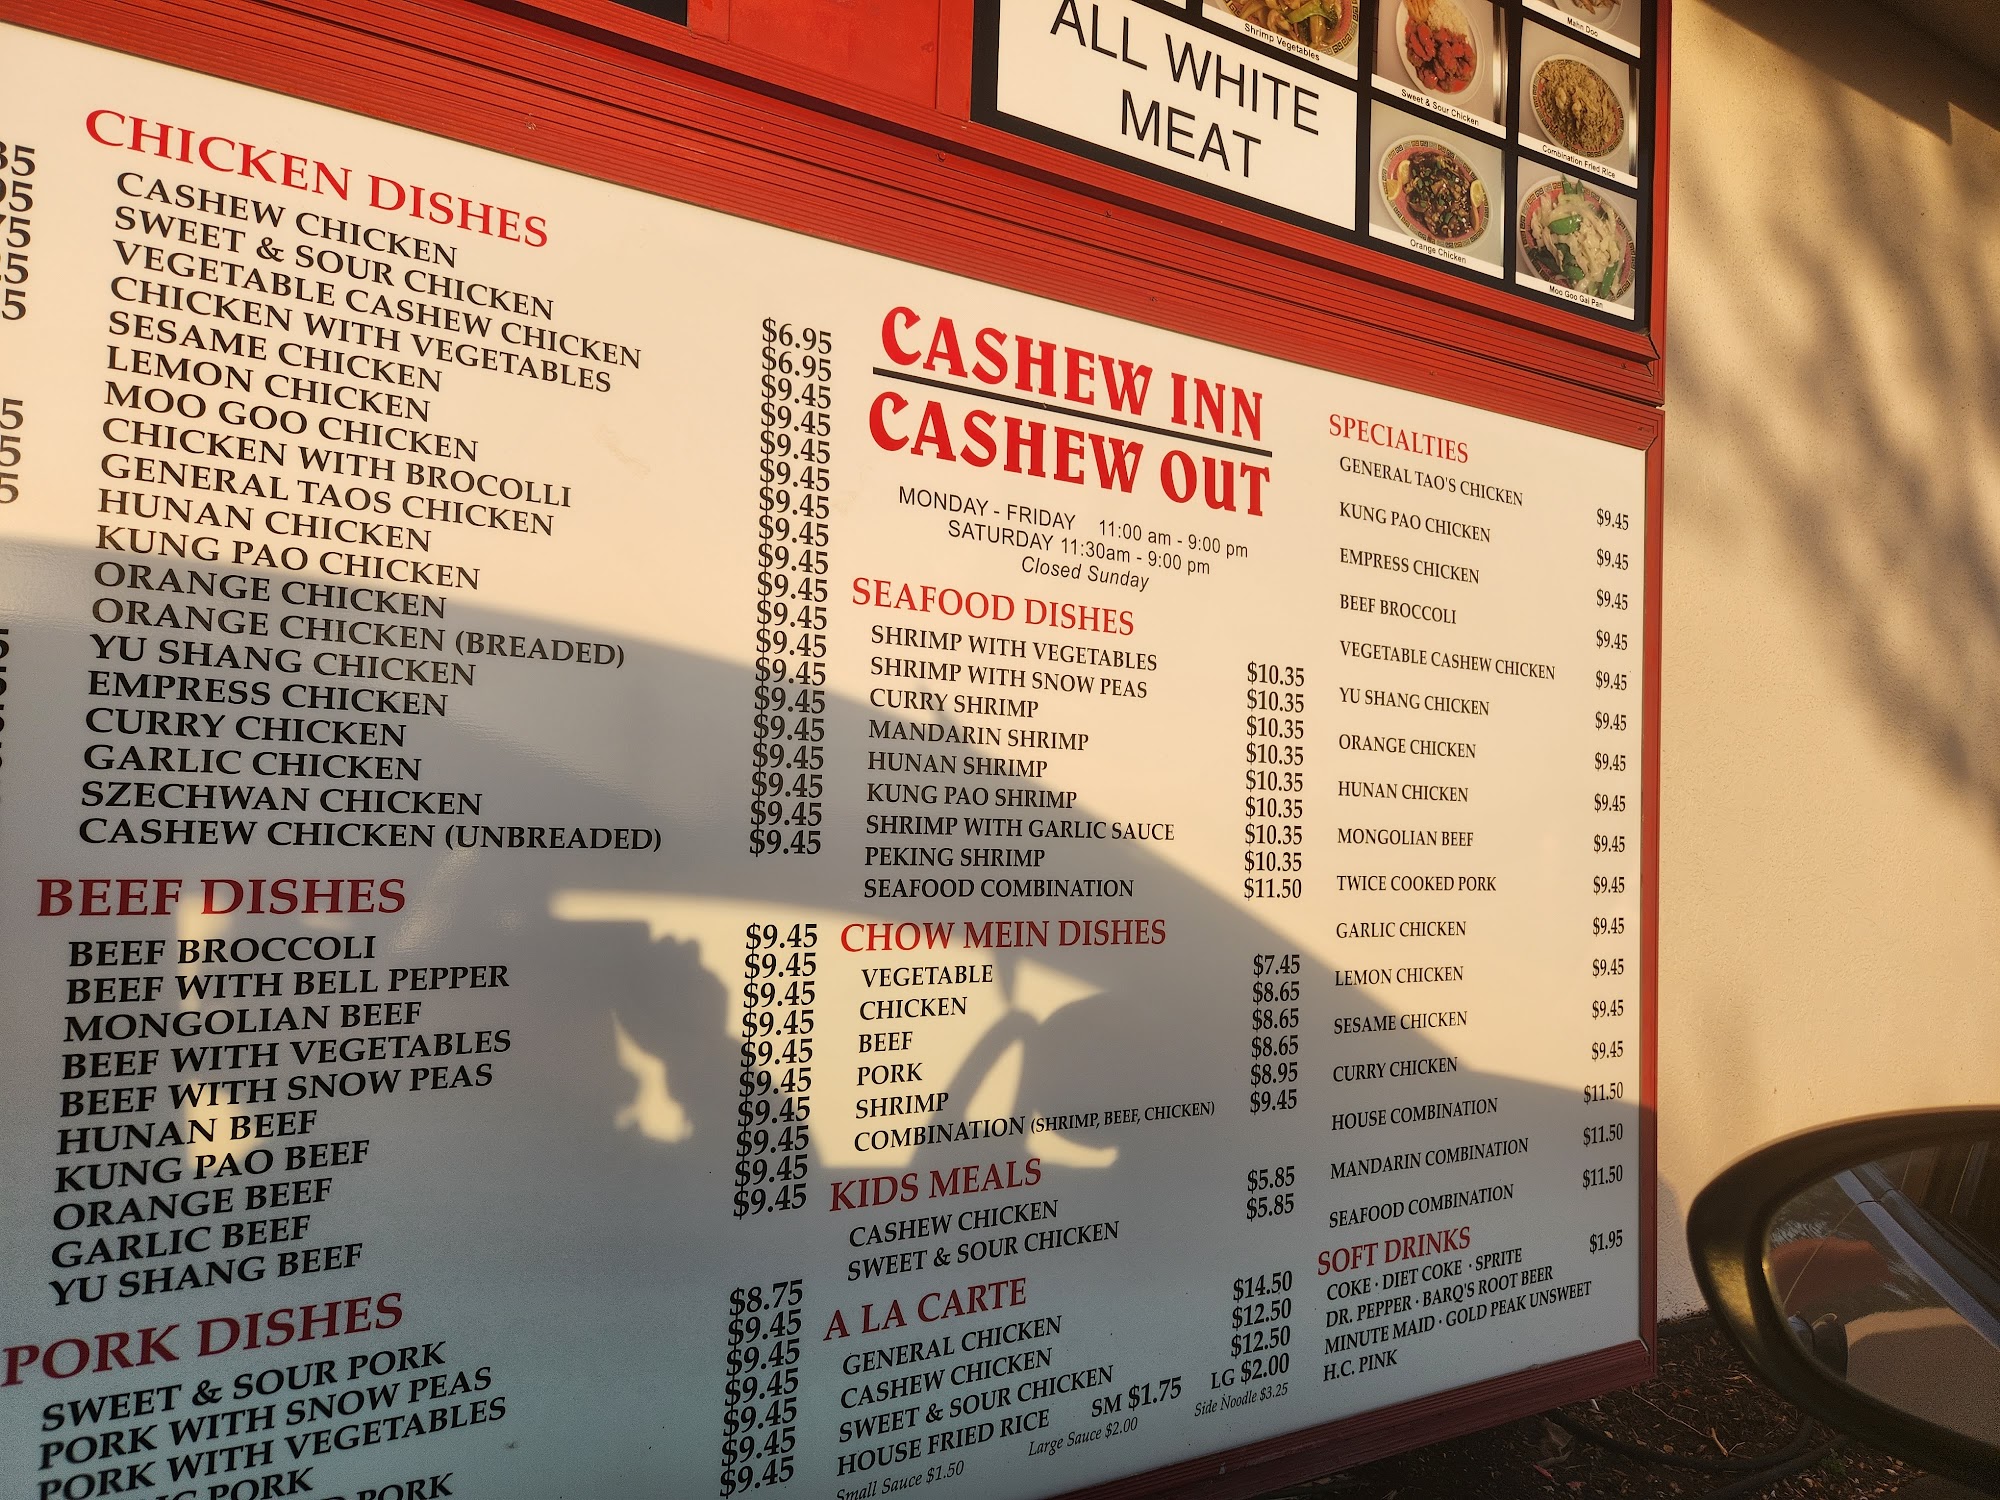 ALL WHITE
MEAT
Shrimp Vegetables
Sweet & Sour Chicken
Orange Chicken
Mahn Doo
Combination Fried Rice
Moo Goo Gai Pan
CHICKEN DISHES
CASHEW CHICKEN $6.95
SWEET & SOUR CHICKEN $6.95
VEGETABLE CASHEW CHICKEN $9.45
CHICKEN WITH VEGETABLES $9.45
SESAME CHICKEN $9.45
LEMON CHICKEN $9.45
MOO GOO CHICKEN $9.45
CHICKEN WITH BROCOLLI $9.45
GENERAL TAOS CHICKEN $9.45
HUNAN CHICKEN $9.45
KUNG PAO CHICKEN $9.45
ORANGE CHICKEN $9.45
ORANGE CHICKEN (BREADED) $9.45
YU SHANG CHICKEN $9.45
EMPRESS CHICKEN $9.45
CURRY CHICKEN $9.45
GARLIC CHICKEN $9.45
SZECHWAN CHICKEN $9.45
CASHEW CHICKEN (UNBREADED) $9.45
BEEF DISHES
BEEF BROCCOLI $9.45
BEEF WITH BELL PEPPER $9.45
MONGOLIAN BEEF $9.45
BEEF WITH VEGETABLES $9.45
BEEF WITH SNOW PEAS $9.45
HUNAN BEEF $9.45
KUNG PAO BEEF $9.45
ORANGE BEEF $9.45
GARLIC BEEF $9.45
YU SHANG BEEF $9.45
PORK DISHES
SWEET & SOUR PORK $8.75
PORK WITH SNOW PEAS $9.45
PORK WITH VEGETABLES $9.45
PORK $9.45
PORK $9.45
$9.45
$9.45
CASHEW INN
CASHEW OUT
MONDAY - FRIDAY 11:00 am - 9:00 pm
SATURDAY 11:30am - 9:00 pm
Closed Sunday
SEAFOOD DISHES
SHRIMP WITH VEGETABLES $10.35
SHRIMP WITH SNOW PEAS $10.35
CURRY SHRIMP $10.35
MANDARIN SHRIMP $10.35
HUNAN SHRIMP $10.35
KUNG PAO SHRIMP $10.35
SHRIMP WITH GARLIC SAUCE $10.35
PEKING SHRIMP $10.35
SEAFOOD COMBINATION $11.50
CHOW MEIN DISHES
VEGETABLE $7.45
CHICKEN $8.65
BEEF $8.65
PORK $8.65
SHRIMP $8.95
COMBINATION (SHRIMP, BEEF, CHICKEN) $9.45
KIDS MEALS
CASHEW CHICKEN $5.85
SWEET & SOUR CHICKEN $5.85
A LA CARTE
GENERAL CHICKEN $14.50
CASHEW CHICKEN $12.50
SWEET & SOUR CHICKEN $12.50
HOUSE FRIED RICE SM $1.75 LG $2.00
Small Sauce $1.50 Large Sauce $2.00 Side Noodle $3.25
SPECIALTIES
GENERAL TAO'S CHICKEN $9.45
KUNG PAO CHICKEN $9.45
EMPRESS CHICKEN $9.45
BEEF BROCCOLI $9.45
VEGETABLE CASHEW CHICKEN $9.45
YU SHANG CHICKEN $9.45
ORANGE CHICKEN $9.45
HUNAN CHICKEN $9.45
MONGOLIAN BEEF $9.45
TWICE COOKED PORK $9.45
GARLIC CHICKEN $9.45
LEMON CHICKEN $9.45
SESAME CHICKEN $9.45
CURRY CHICKEN $9.45
HOUSE COMBINATION $11.50
MANDARIN COMBINATION $11.50
SEAFOOD COMBINATION $11.50
SOFT DRINKS $1.95
COKE · DIET COKE · SPRITE
DR. PEPPER · BARQ'S ROOT BEER
MINUTE MAID · GOLD PEAK UNSWEET
H.C. PINK